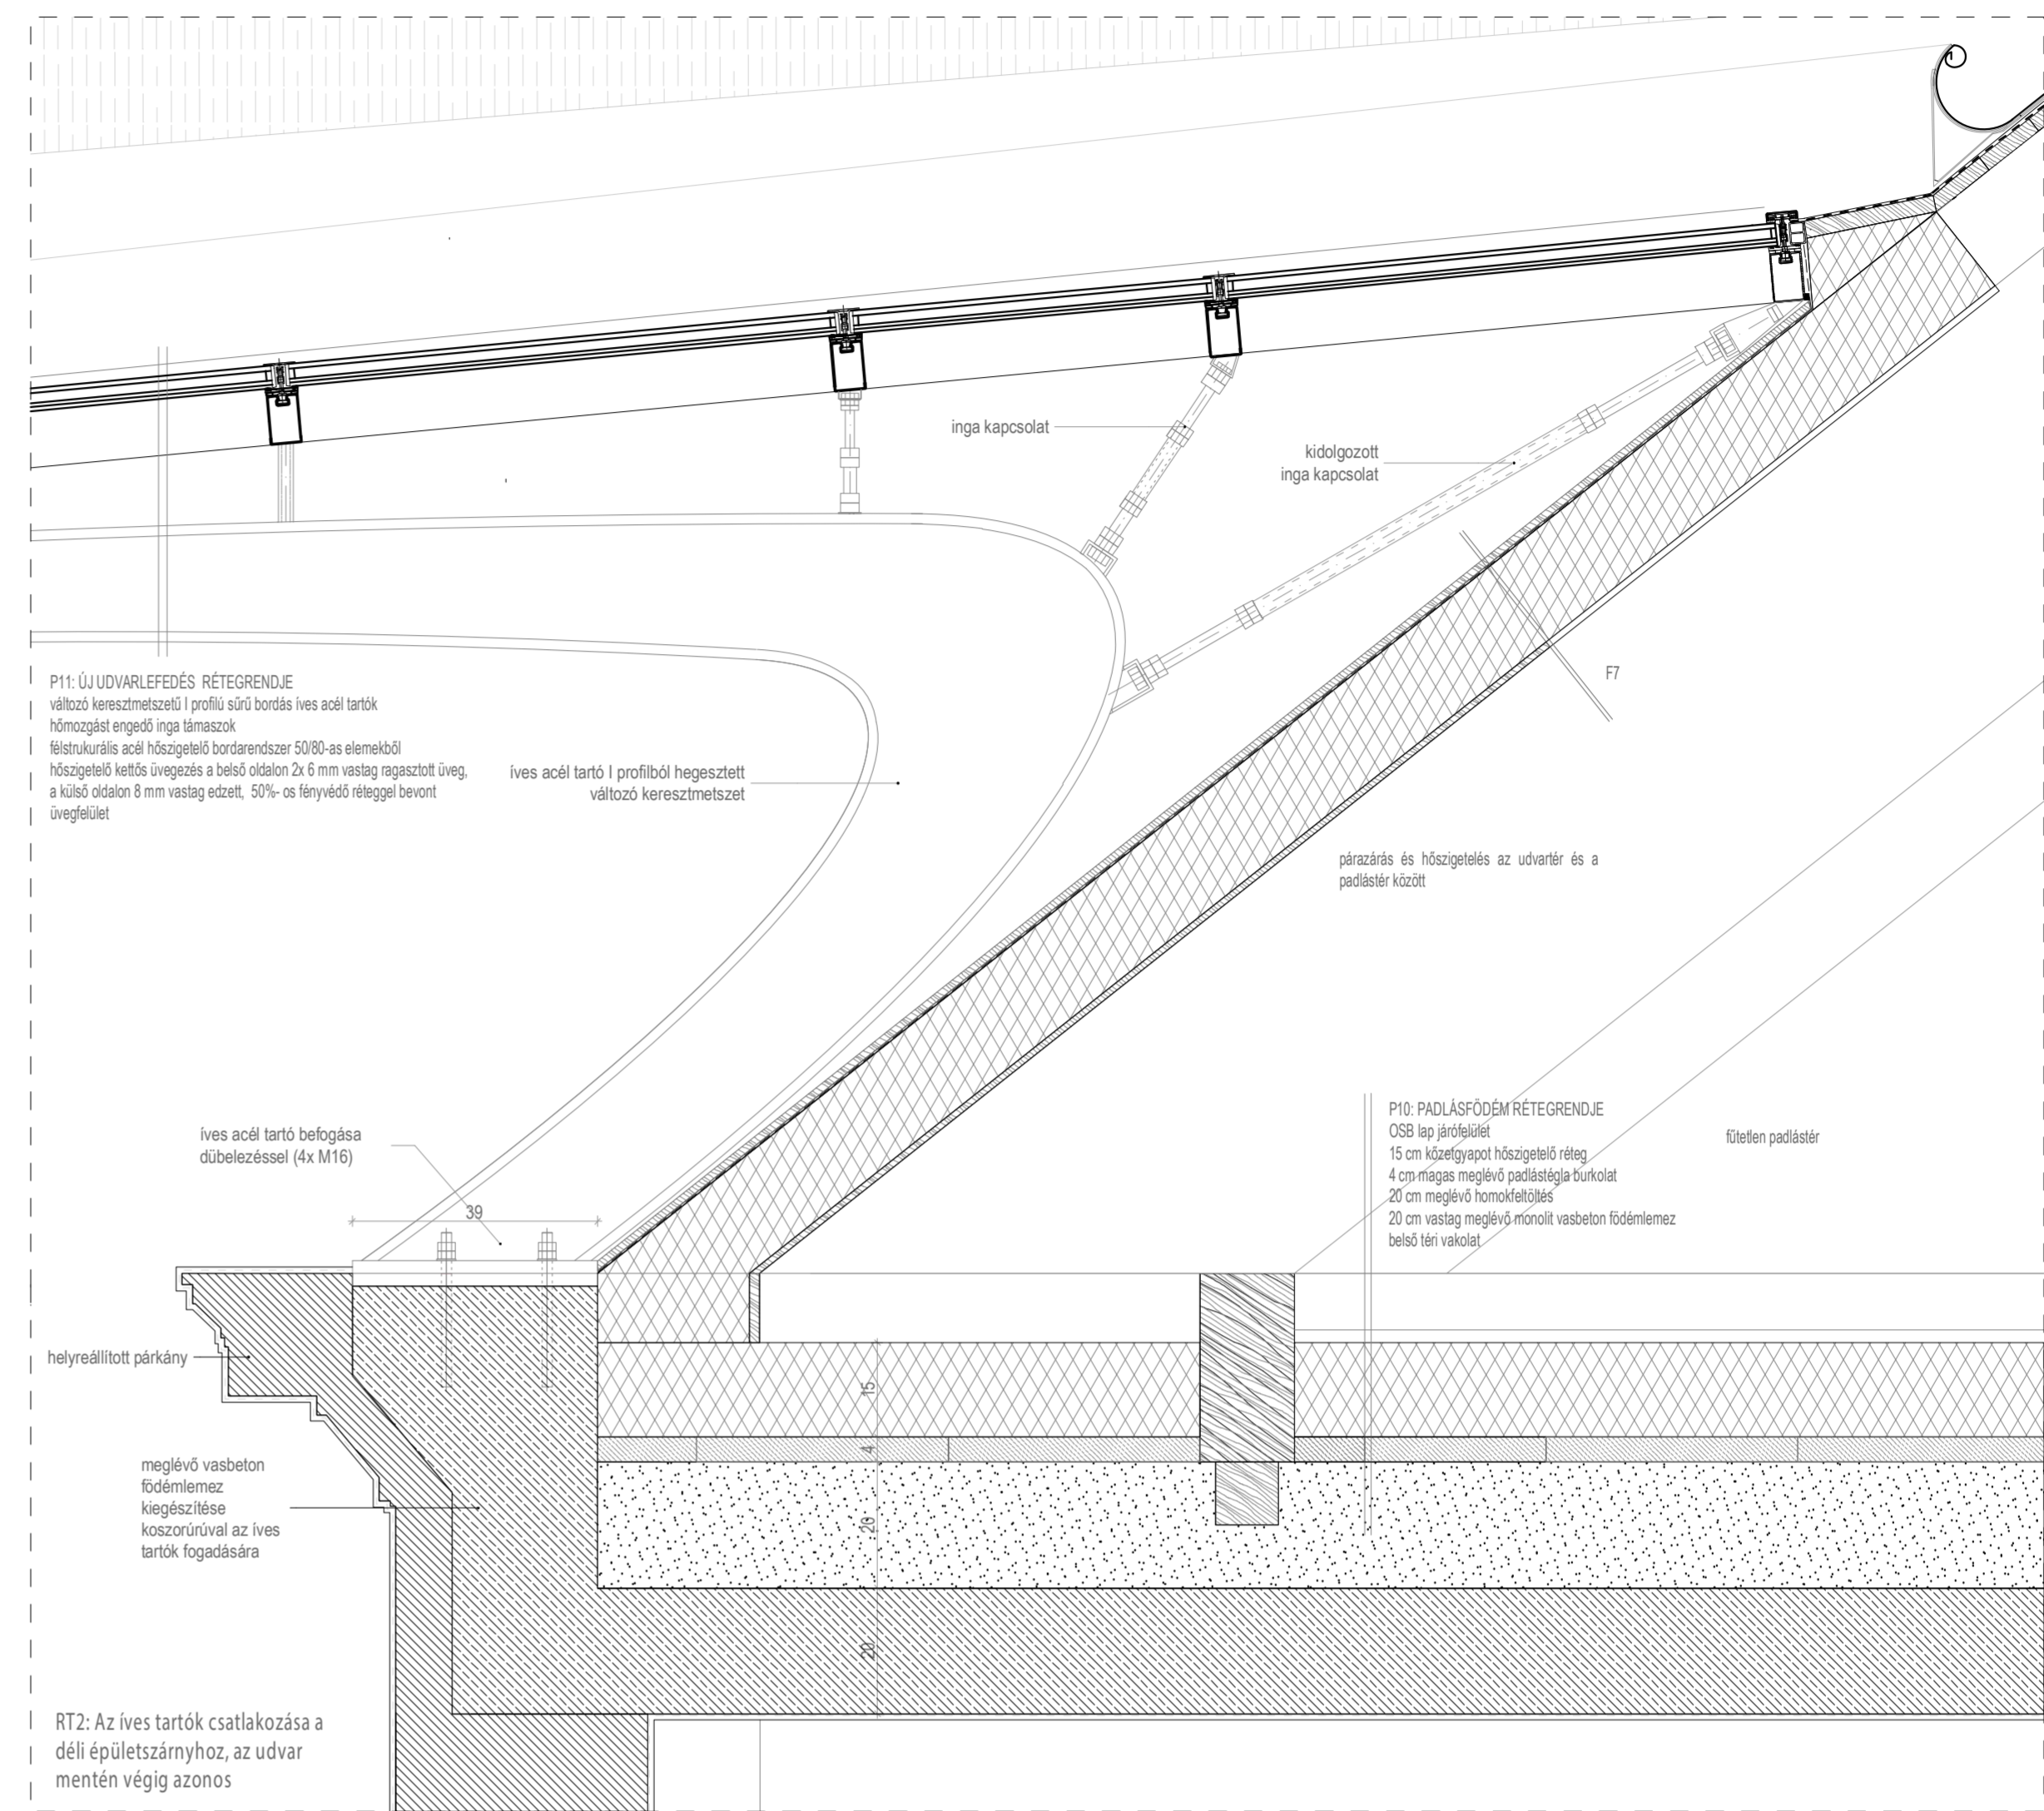 inga kapcsolat
kidolgozott
inga kapcsolat
F7
P11: ÚJ UDVARLEFEDÉS RÉTEGRENDJE
változó keresztmetszetű I profilú sűrű bordás íves acél tartók
hőmozgást engedő inga támaszok
félstrukurális acél hőszigetelő bordarendszer 50/80-as elemekből
hőszigetelő kettős üvegezés a belső oldalon 2x 6 mm vastag ragasztott üveg,
a külső oldalon 8 mm vastag edzett, 50%- os fényvédő réteggel bevont
üvegfelület
íves acél tartó I profilból hegesztett
változó keresztmetszet
párazárás és hőszigetelés az udvartér és a
padlástér között
íves acél tartó befogása
dübelezéssel (4x M16)
39
P10: PADLÁSFÖDÉM RÉTEGRENDJE
OSB lap járófelület
15 cm kőzetgyapot hőszigetelő réteg
4 cm magas meglévő padlástégla burkolat
20 cm meglévő homokfeltöltés
20 cm vastag meglévő monolit vasbeton födémlemez
belső téri vakolat
fűtetlen padlástér
helyreállított párkány
15
4
20
20
meglévő vasbeton
födémlemez
kiegészítése
koszorúrúval az íves
tartók fogadására
RT2: Az íves tartók csatlakozása a
déli épületszárnyhoz, az udvar
mentén végig azonos